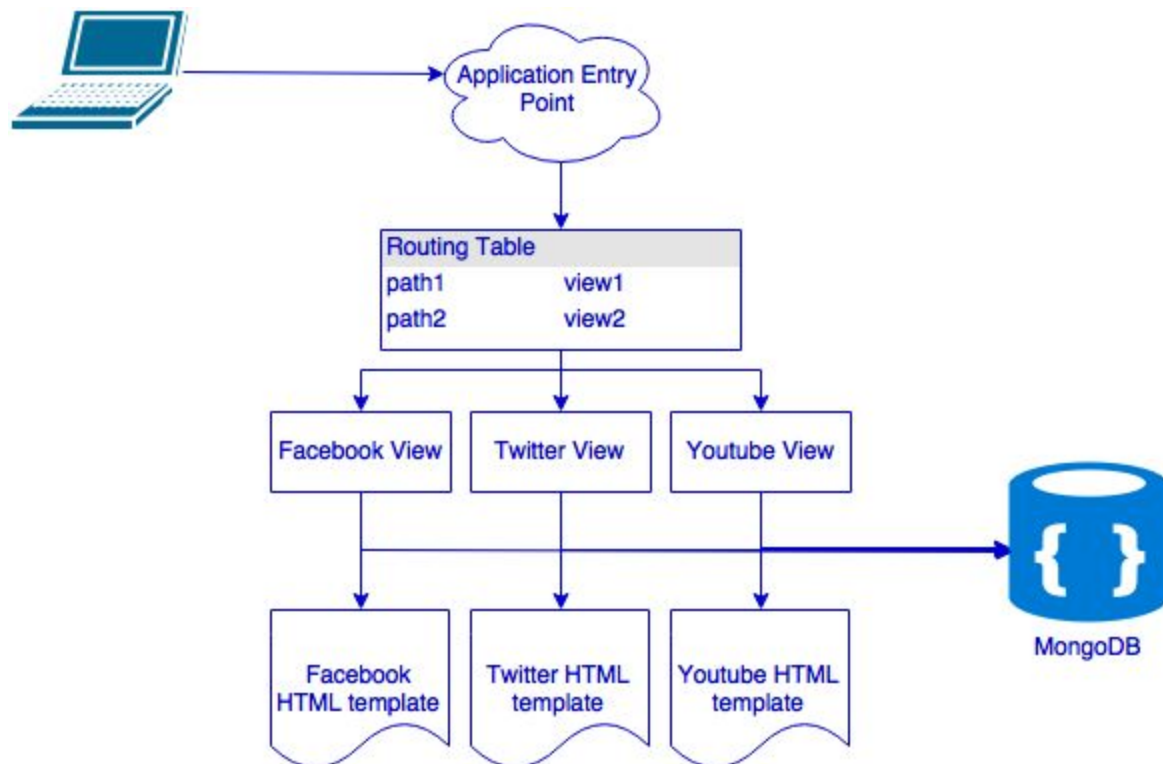 Application Entry
Point
Routing Table
path1 view1
path2 view2
Facebook View
Twitter View
Youtube View
{ }
MongoDB
Facebook
HTML template
Twitter HTML
template
Youtube HTML
template